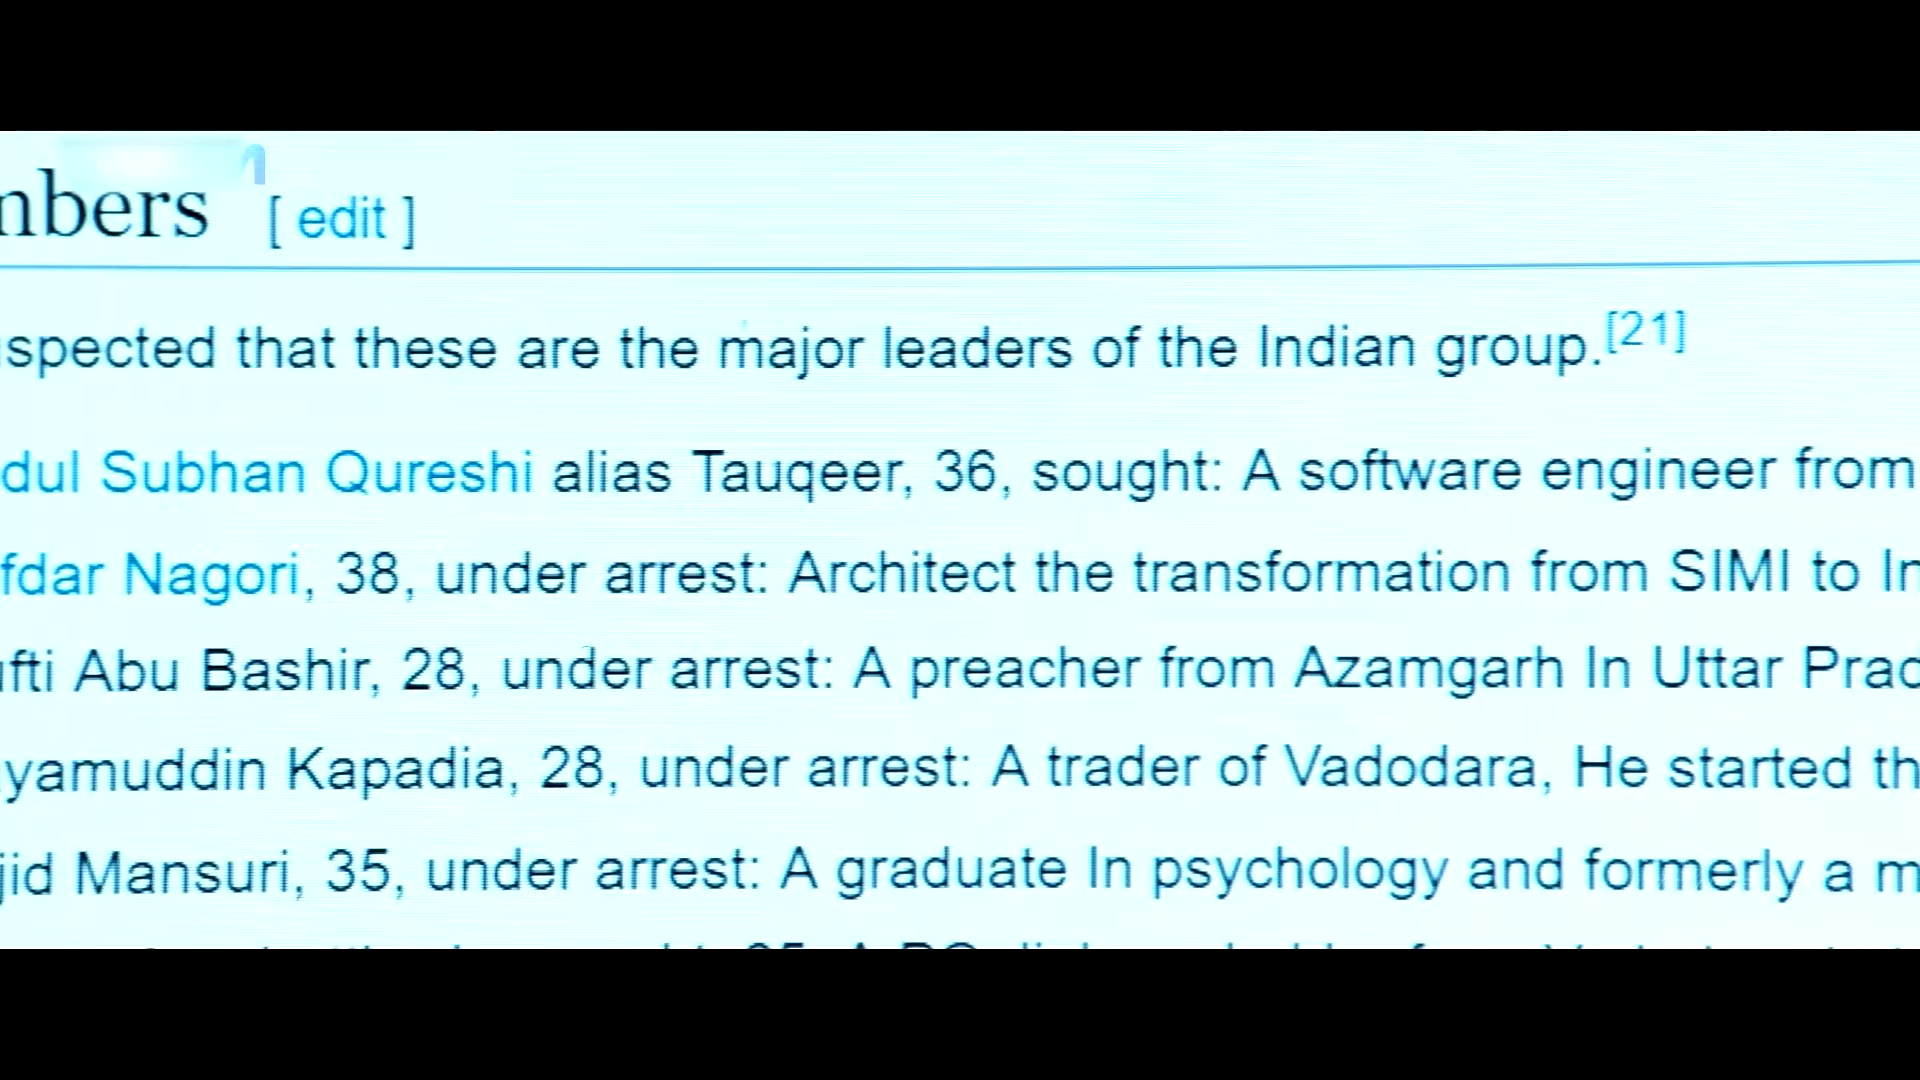 mbers [ edit ]
spected that these are the major leaders of the Indian group.[21]
dul Subhan Qureshi alias Tauqeer, 36, sought: A software engineer from
fdar Nagori, 38, under arrest: Architect the transformation from SIMI to In
ufti Abu Bashir, 28, under arrest: A preacher from Azamgarh In Uttar Prad
yamuddin Kapadia, 28, under arrest: A trader of Vadodara, He started th
jid Mansuri, 35, under arrest: A graduate In psychology and formerly a m